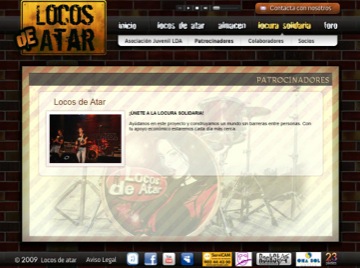 LOCOS
DE ATAR
Contacta con nosotros
inicio locos de atar almacen locura solidaria foro
Asociación Juvenil LDA Patrocinadores Colaboradores Socios
PATROCINADORES
Locos de Atar
¡ÚNETE A LA LOCURA SOLIDARIA!
Ayúdanos en este proyecto y construyamos un mundo sin barreras entre personas. Con
tu apoyo económico estaremos cada día más cerca.
Locos de
Atar
© 2009 Locos de atar Aviso Legal